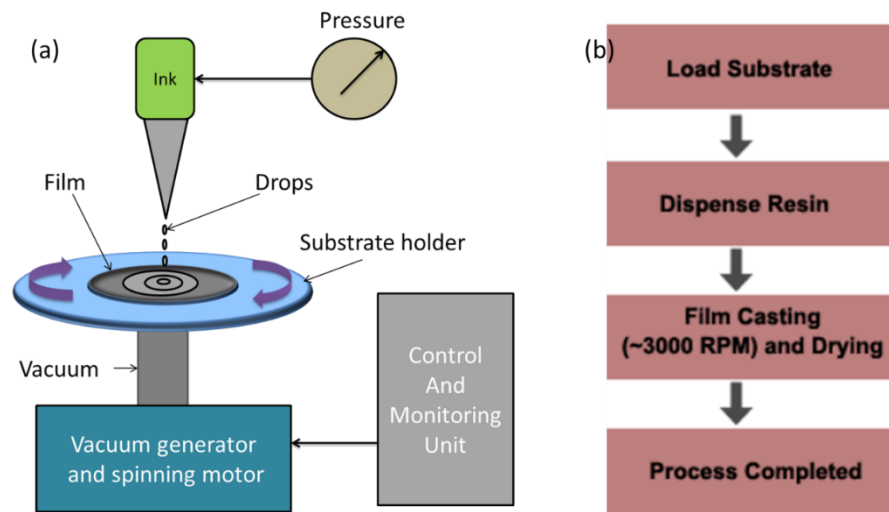 (a)
Pressure
Ink
Film
Drops
Substrate holder
Vacuum
Control
And
Monitoring
Unit
Vacuum generator
and spinning motor
(b)
Load Substrate
Dispense Resin
Film Casting
(~3000 RPM) and Drying
Process Completed